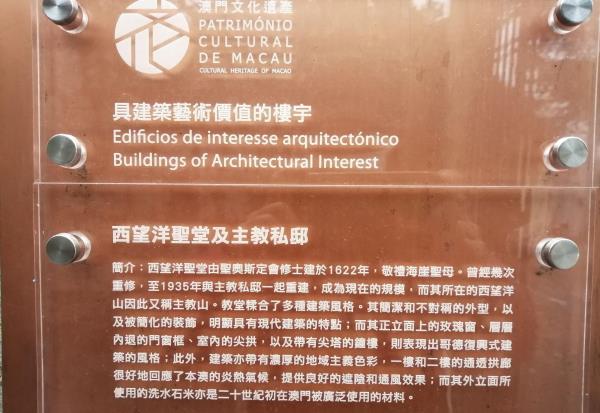 澳門文化遺產
PATRIMÓNIO
CULTURAL
DE MACAU
CULTURAL HERITAGE OF MACAO
具建築藝術價值的樓宇
Edifícios de interesse arquitectónico
Buildings of Architectural Interest
西望洋聖堂及主教私邸
簡介：西望洋聖堂由聖奧斯定會修士建於1622年，敬禮海崖聖母。曾經幾次
重修，至1935年與主教私邸一起重建，成為現在的規模，而其所在的西望洋
山因此又稱主教山。教堂糅合了多種建築風格。其簡潔和不對稱的外型，以
及被簡化的裝飾，明顯具有現代建築的特點；而其正立面上的玫瑰窗、層層
內退的門窗框、室內的尖拱，以及帶有尖塔的鐘樓，則表現出哥德復興式建
築的風格；此外，建築亦帶有濃厚的地域主義色彩，一樓和二樓的通透拱廊
很好地回應了本澳的炎熱氣候，提供良好的遮陰和通風效果；而其外立面所
使用的洗水石米亦是二十世紀初在澳門被廣泛使用的材料。